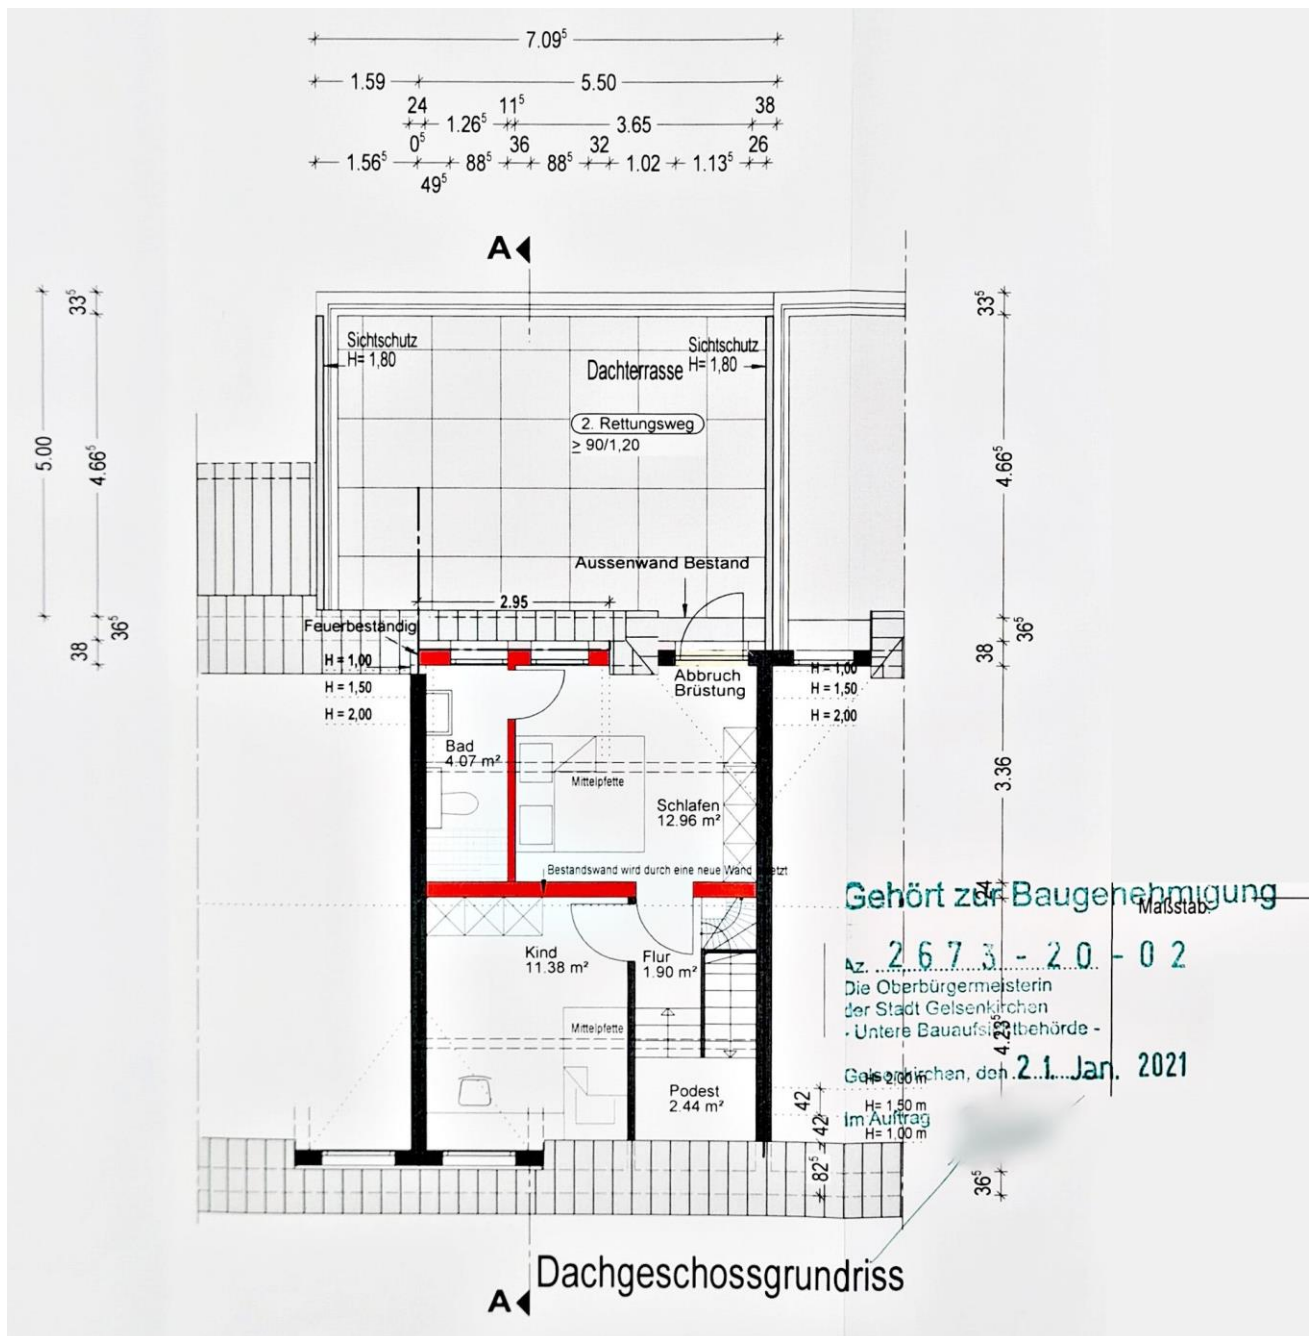 7.09⁵
1.59 5.50
24 11⁵ 38
1.26⁵ 3.65
0⁵ 36 32 26
1.56⁵ 88⁵ 88⁵ 1.02 1.13⁵
49⁵
A
33⁵
33⁵
Sichtschutz
H= 1,80
Sichtschutz
H= 1,80
Dachterrasse
2. Rettungsweg
≥ 90/1,20
5.00
4.66⁵
4.66⁵
Aussenwand Bestand
2.95
Feuerbeständig
36⁵
38
36⁵
38
H = 1,00
H = 1,50
H = 2,00
Abbruch
Brüstung
H = 1,00
H = 1,50
H = 2,00
Bad
4.07 m²
Mittelpfette
Schlafen
12.96 m²
3.36
Bestandswand wird durch eine neue Wand
24
Gehört zur Baugenehmigung
Maßstab:
Kind
11.38 m²
Flur
1.90 m²
Az. 2673-20-02
Die Oberbürgermeisterin
der Stadt Gelsenkirchen
- Untere Bauaufsichtbehörde -
4.23⁵
Mittelpfette
Gelsenkirchen, den 21. Jan. 2021
H= 2,00 m
Podest
2.44 m²
42
H= 1,50 m
Im Auftrag
42
H= 1,00 m
82⁵
36⁵
Dachgeschossgrundriss
A